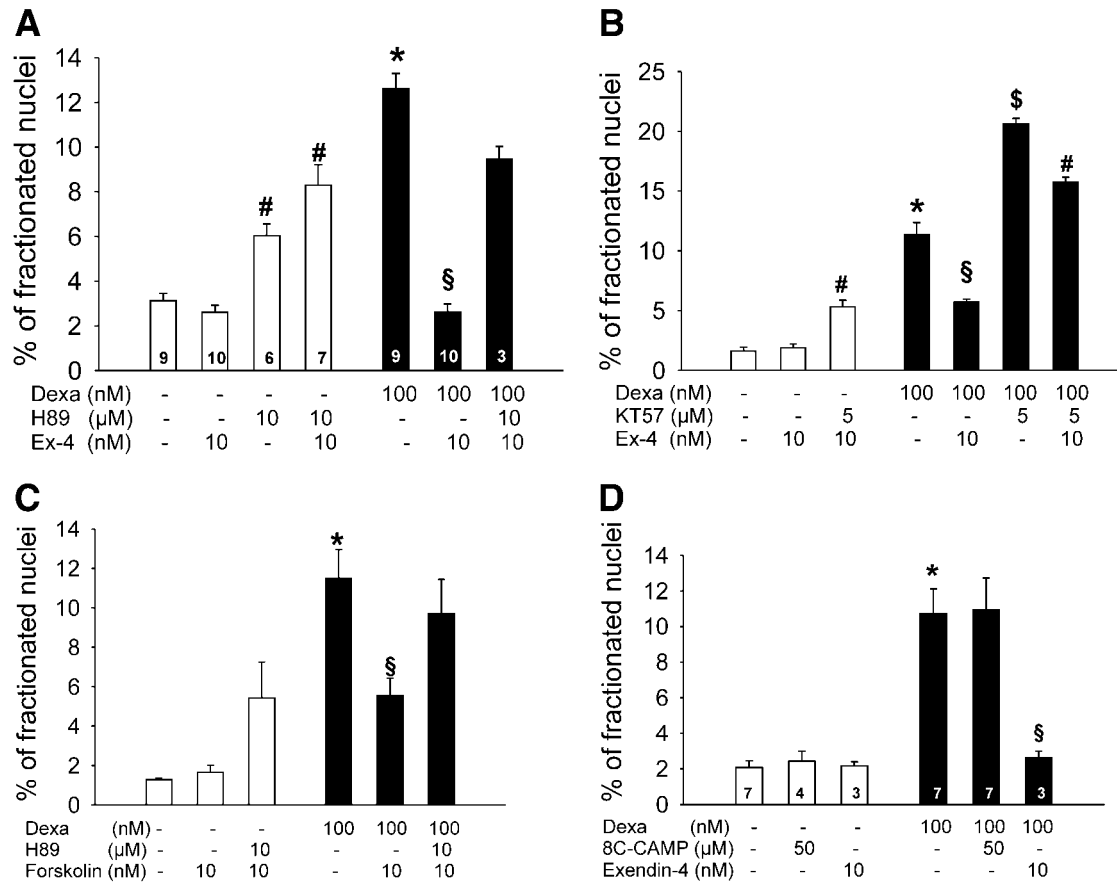 A
% of fractionated nuclei
14
12
10
8
6
4
2
0
# # * §
9 10 6 7 9 10 3
Dexa (nM) - - - - 100 100 100
H89 (µM) - - 10 10 - - 10
Ex-4 (nM) - 10 - 10 - 10 10
B
% of fractionated nuclei
25
20
15
10
5
0
# * § $ #
Dexa (nM) - - - 100 100 100 100
KT57 (µM) - - 5 - - 5 5
Ex-4 (nM) - 10 10 - 10 - 10
C
% of fractionated nuclei
14
12
10
8
6
4
2
0
* §
Dexa (nM) - - - 100 100 100
H89 (µM) - - 10 - - 10
Forskolin (nM) - 10 10 - 10 10
D
% of fractionated nuclei
14
12
10
8
6
4
2
0
* §
7 4 3 7 7 3
Dexa (nM) - - - 100 100 100
8C-CAMP (µM) - 50 - - 50 -
Exendin-4 (nM) - - 10 - - 10